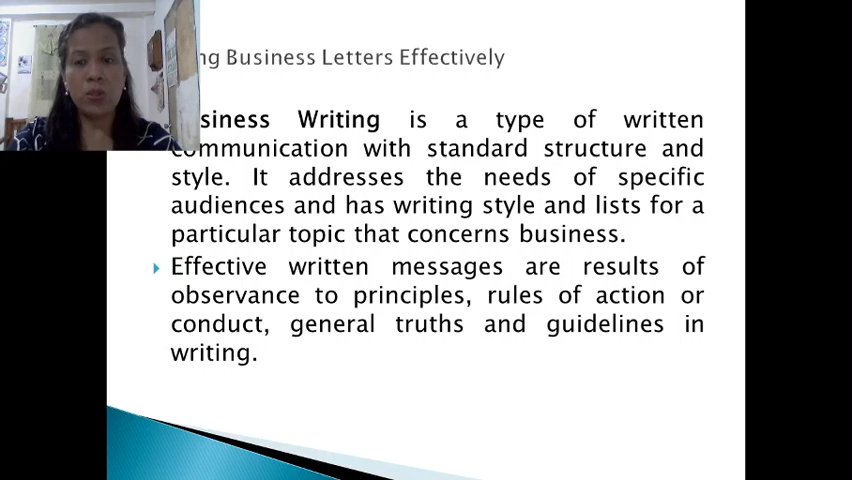 ng Business Letters Effectively
siness Writing is a type of written
communication with standard structure and
style. It addresses the needs of specific
audiences and has writing style and lists for a
particular topic that concerns business.
Effective written messages are results of
observance to principles, rules of action or
conduct, general truths and guidelines in
writing.